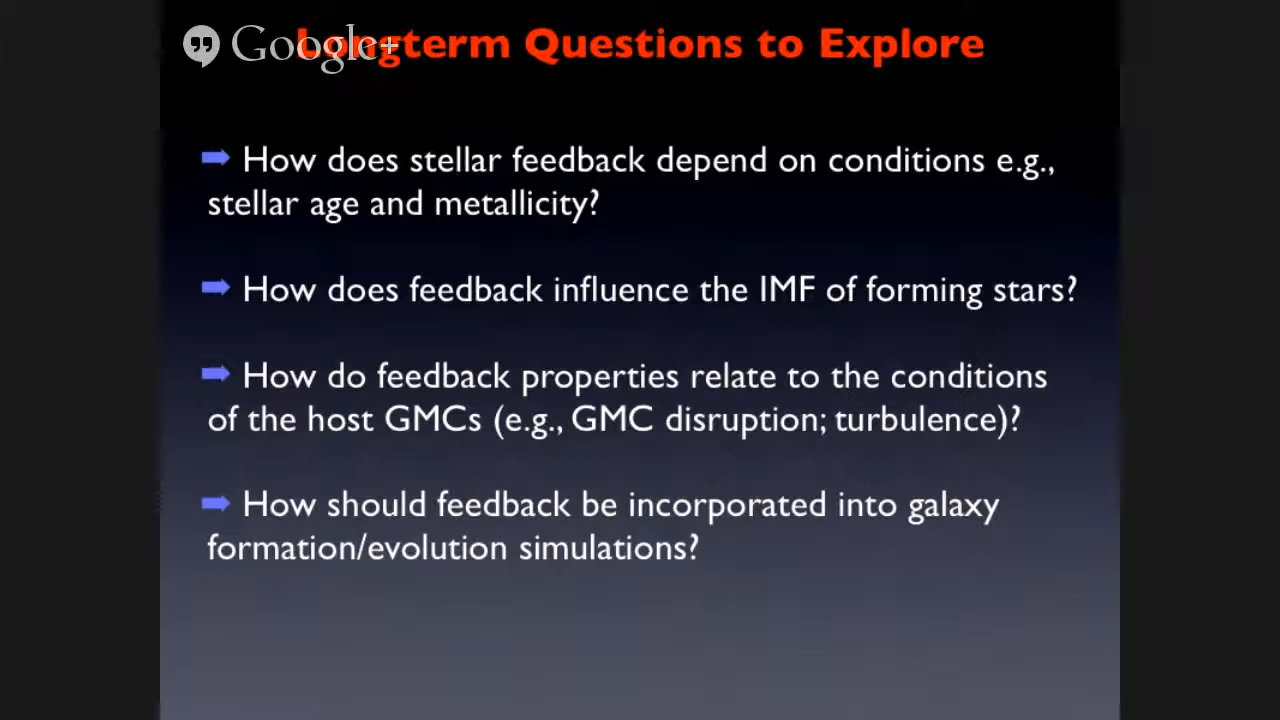 Google+
Longterm Questions to Explore
➡ How does stellar feedback depend on conditions e.g.,
stellar age and metallicity?
➡ How does feedback influence the IMF of forming stars?
➡ How do feedback properties relate to the conditions
of the host GMCs (e.g., GMC disruption; turbulence)?
➡ How should feedback be incorporated into galaxy
formation/evolution simulations?